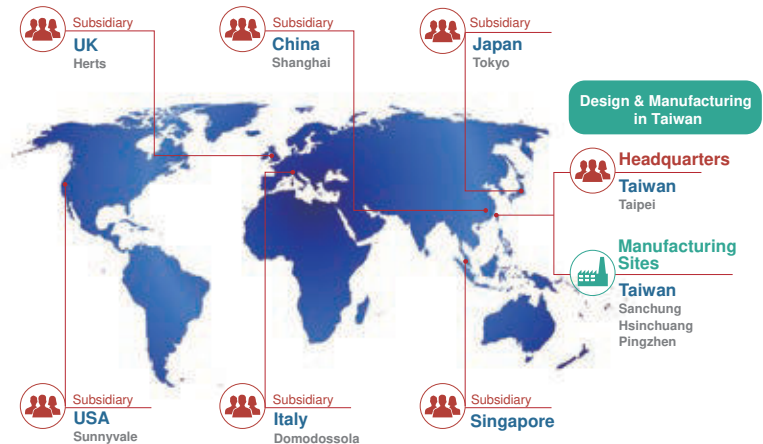 Subsidiary
UK
Herts
Subsidiary
China
Shanghai
Subsidiary
Japan
Tokyo
Design & Manufacturing
in Taiwan
Headquarters
Taiwan
Taipei
Manufacturing
Sites
Taiwan
Sanchung
Hsinchuang
Pingzhen
Subsidiary
USA
Sunnyvale
Subsidiary
Italy
Domodossola
Subsidiary
Singapore